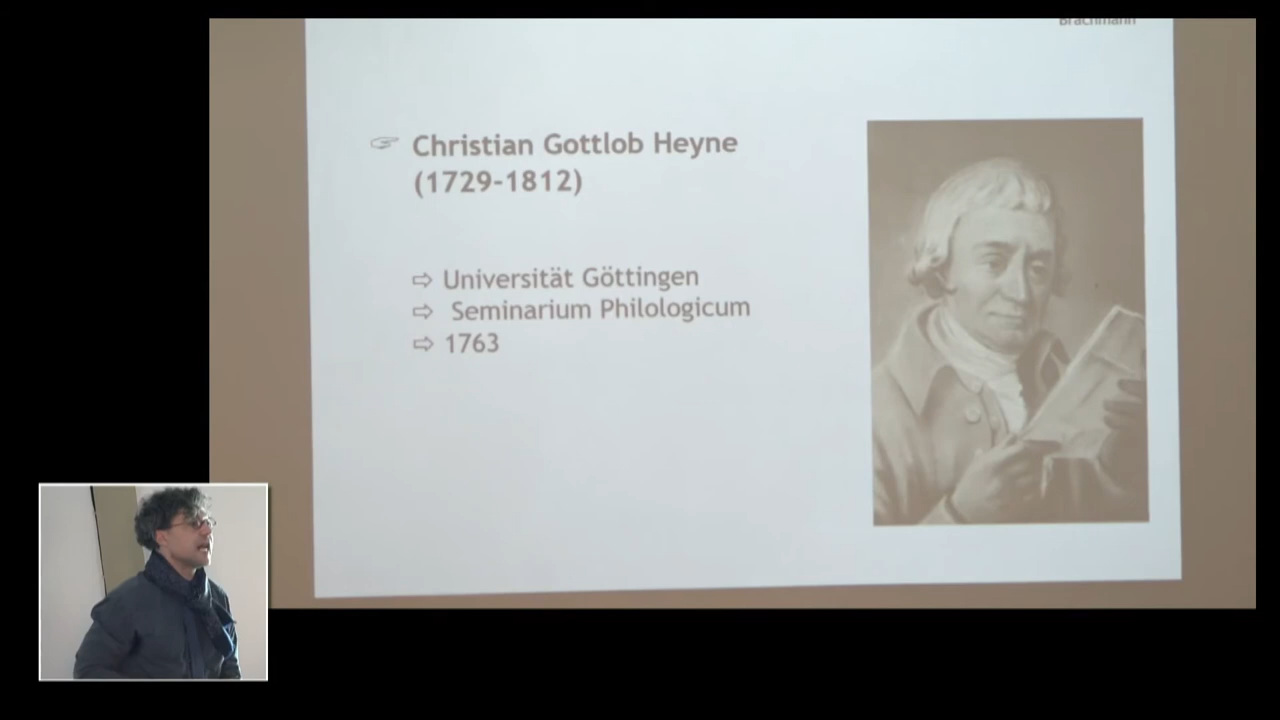 Brachmann
Christian Gottlob Heyne
(1729-1812)
⇨ Universität Göttingen
⇨ Seminarium Philologicum
⇨ 1763